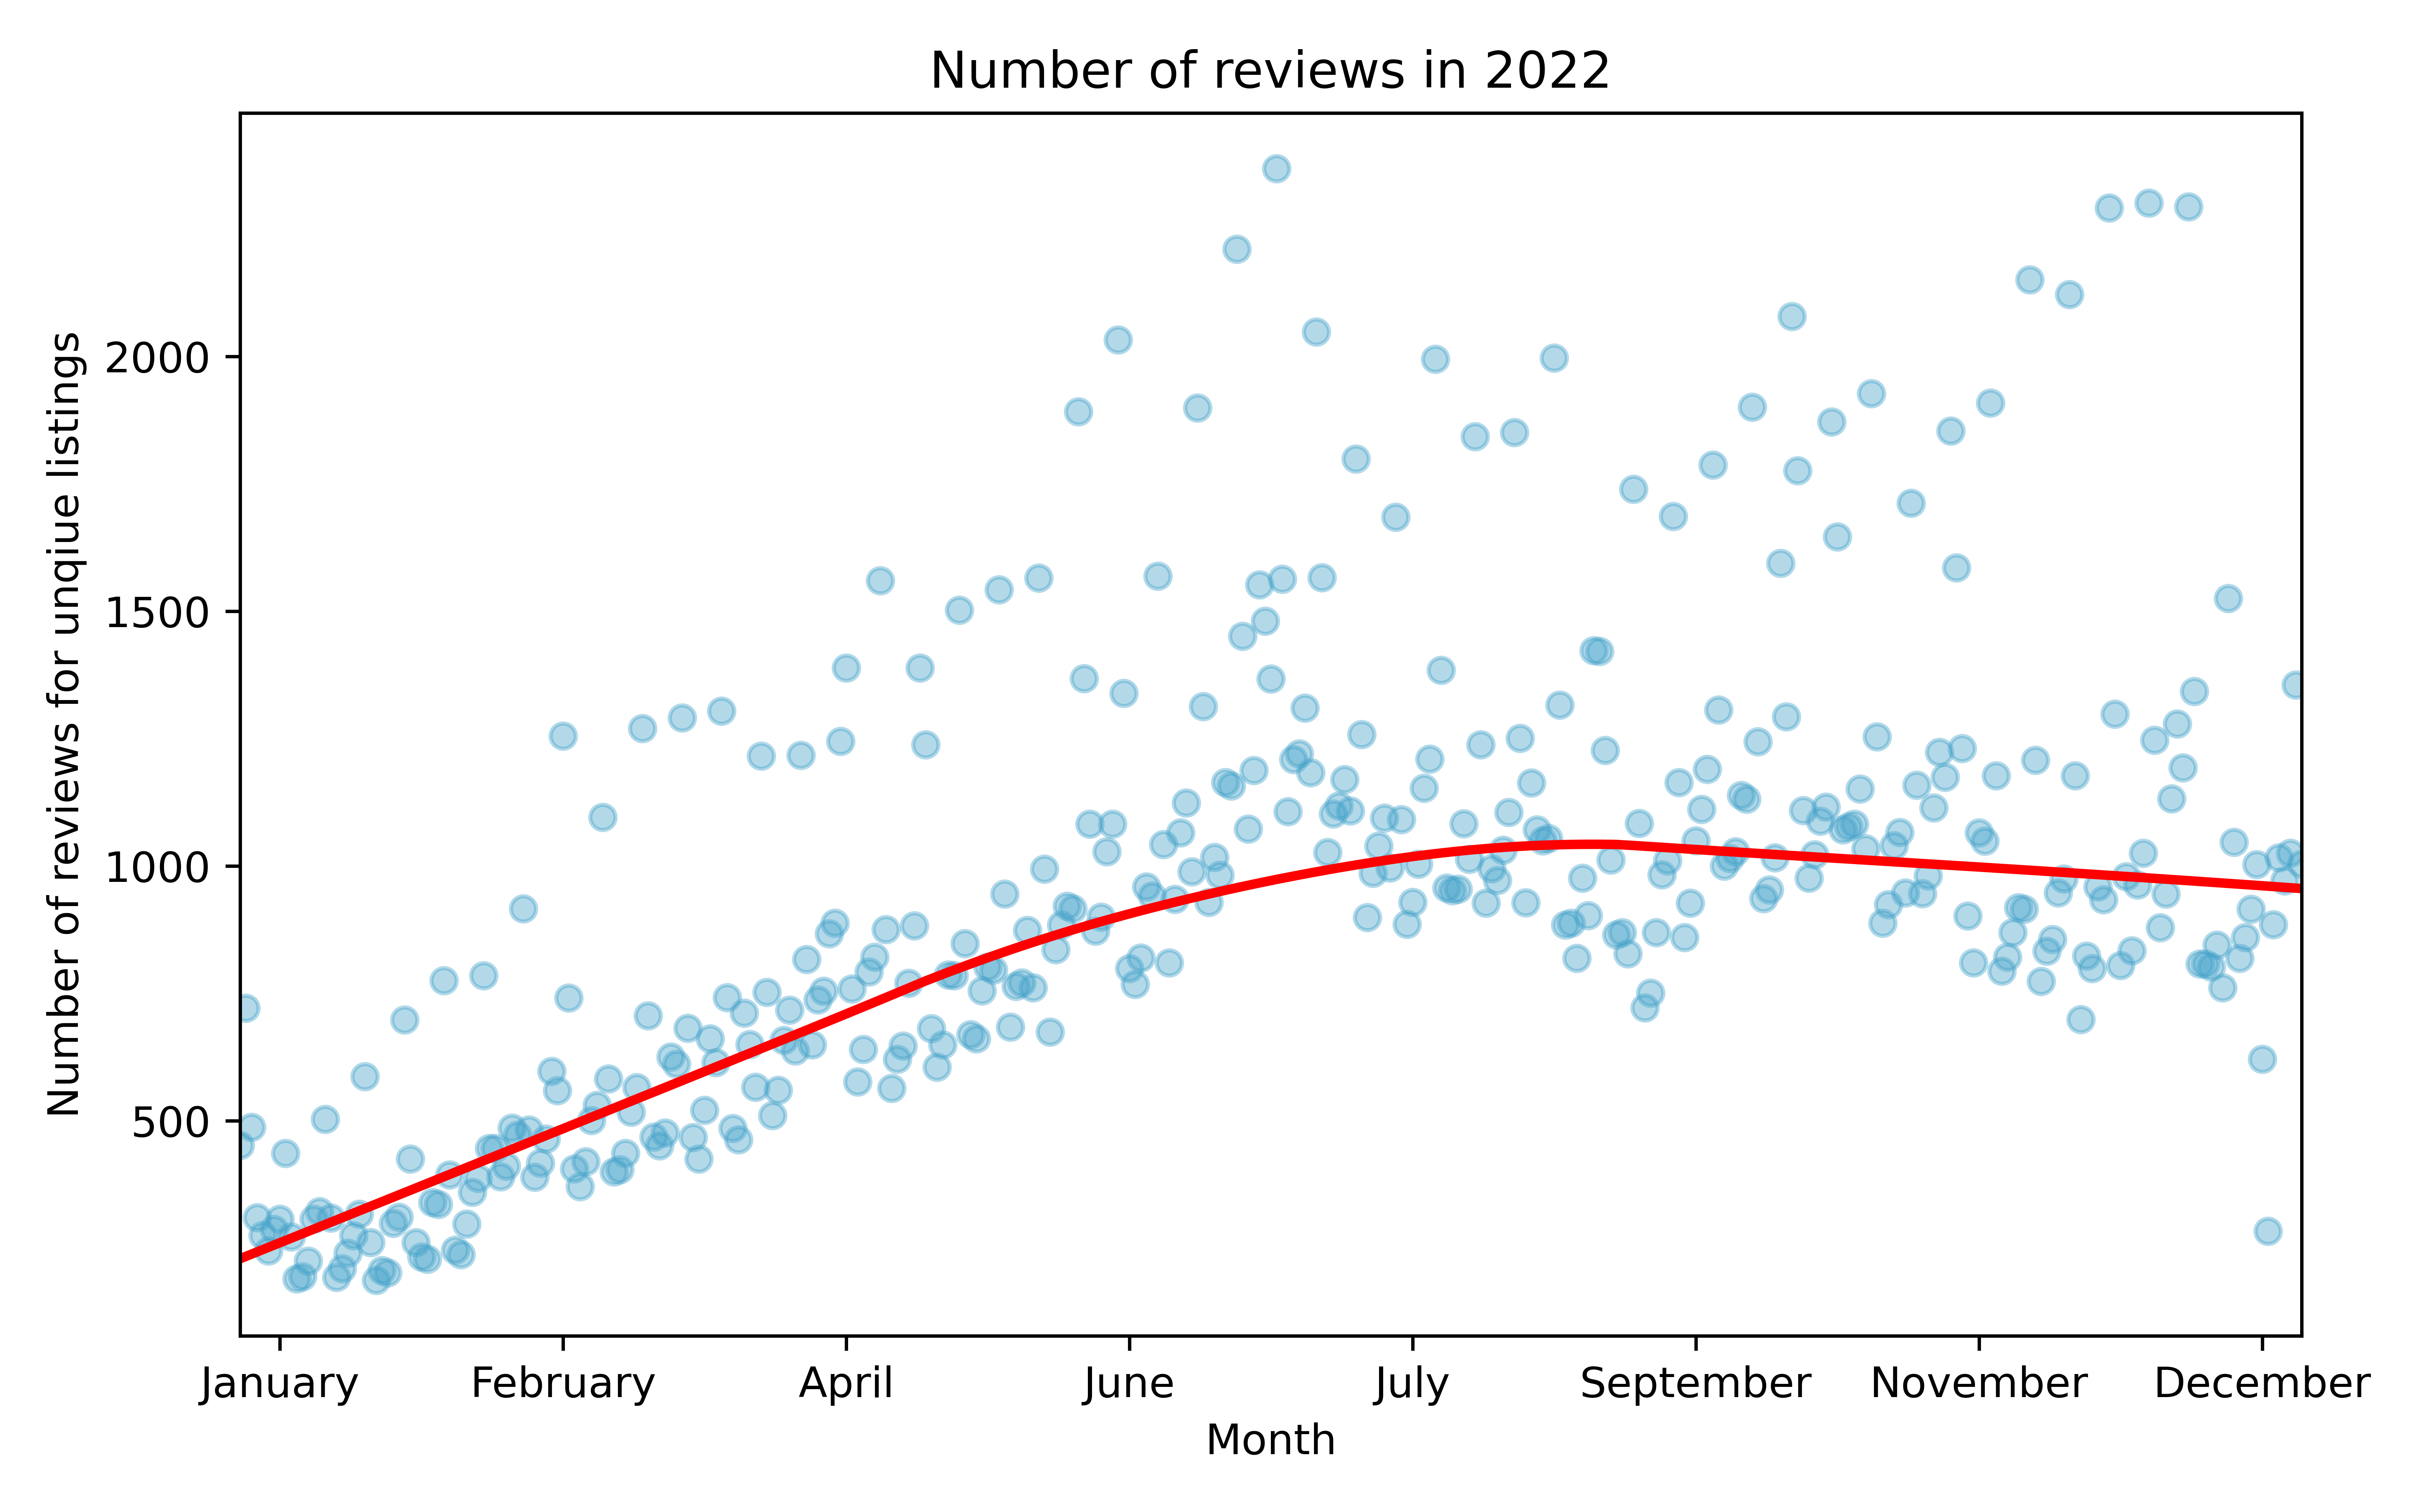 Number of reviews in 2022
Number of reviews for unqiue listings
2000
1500
1000
500
January February April June July September November December
Month